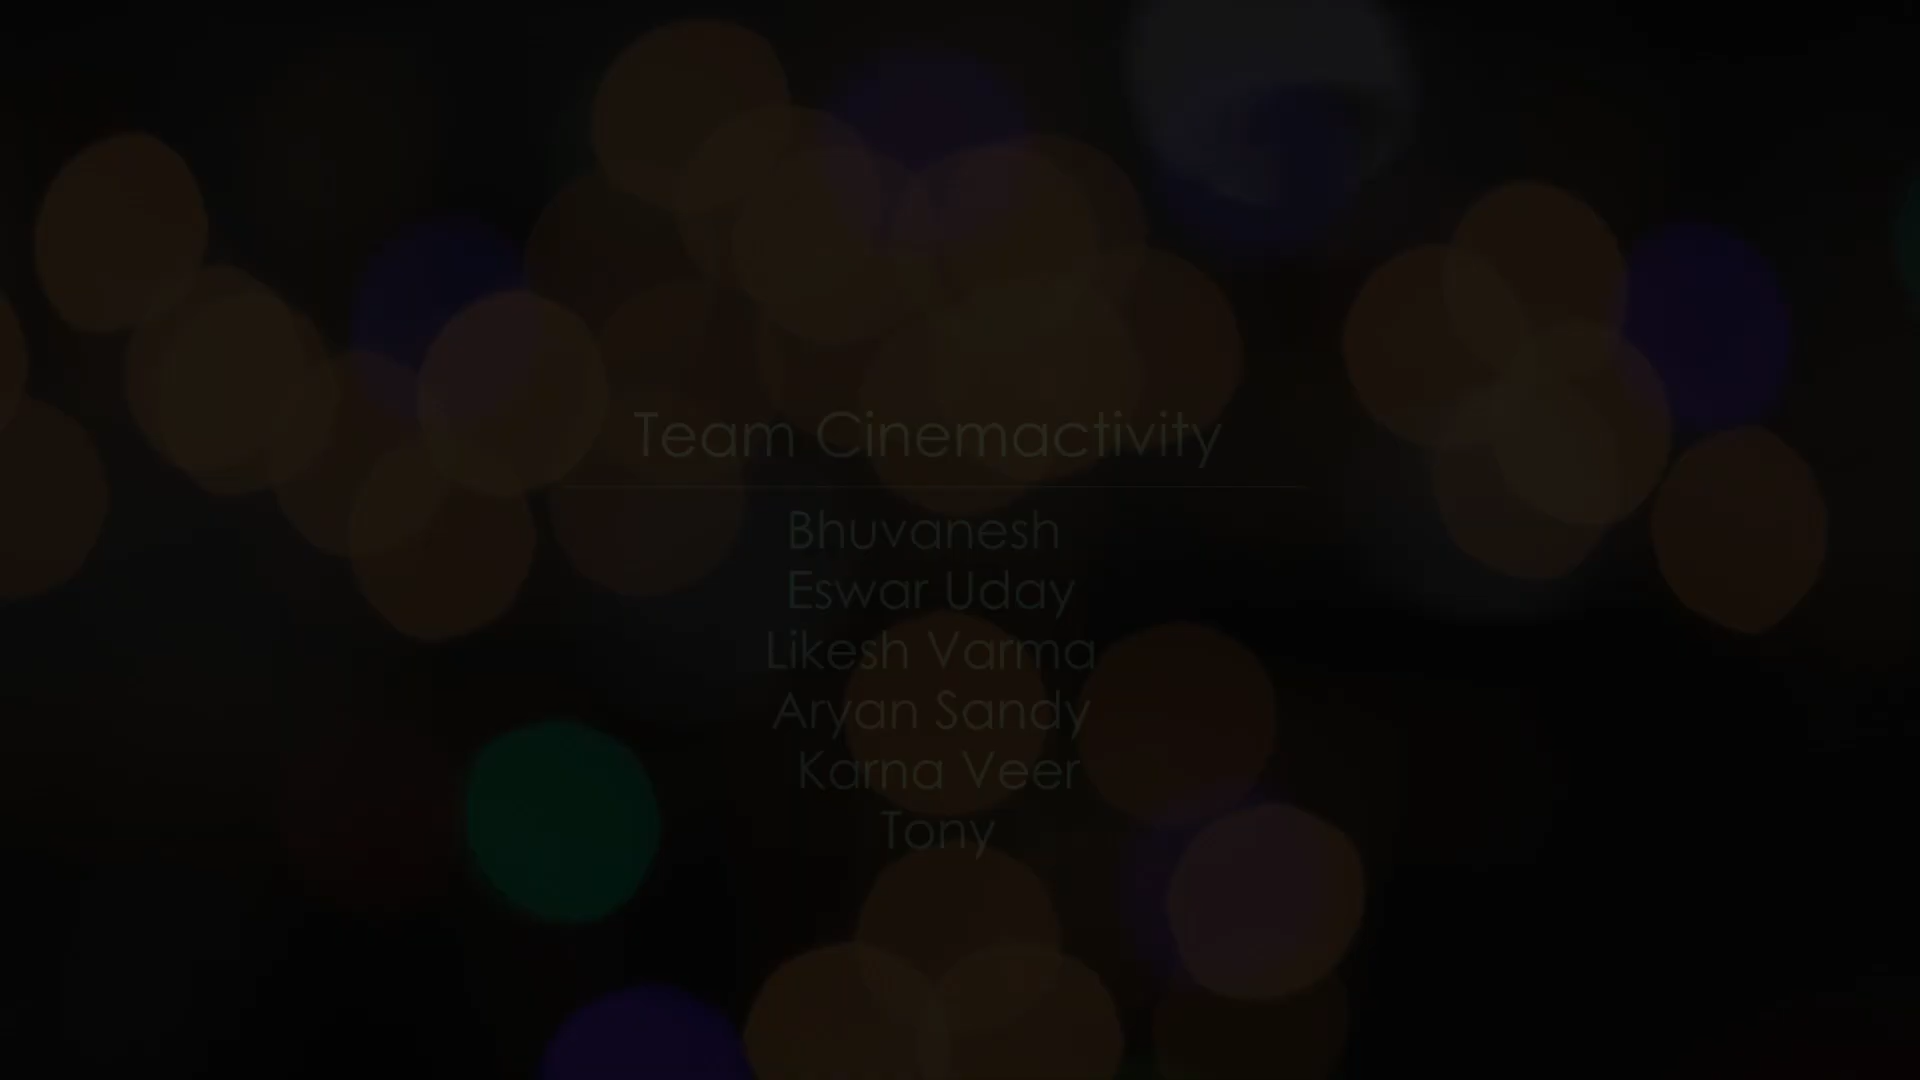 Team Cinemactivity
Bhuvanesh
Eswar Uday
Likesh Varma
Aryan Sandy
Karna Veer
Tony